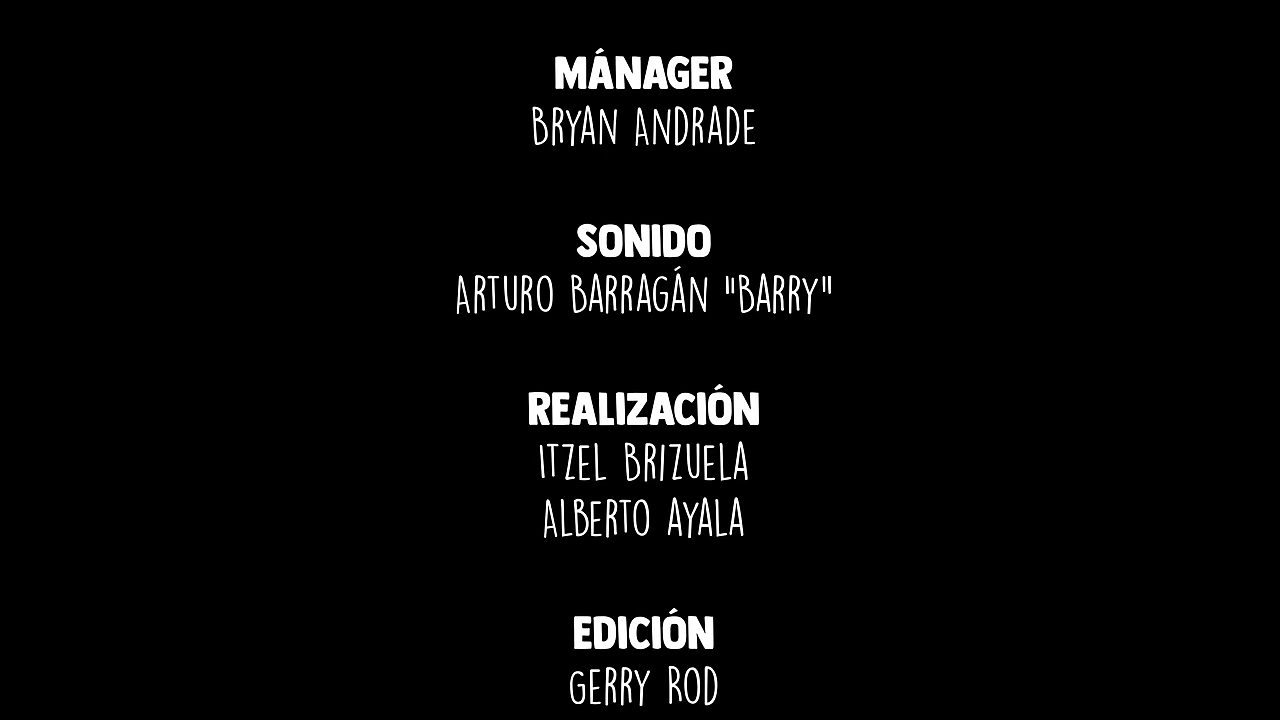 MÁNAGER
BRYAN ANDRADE
SONIDO
ARTURO BARRAGÁN "BARRY"
REALIZACIÓN
ITZEL BRIZUELA
ALBERTO AYALA
EDICIÓN
GERRY ROD